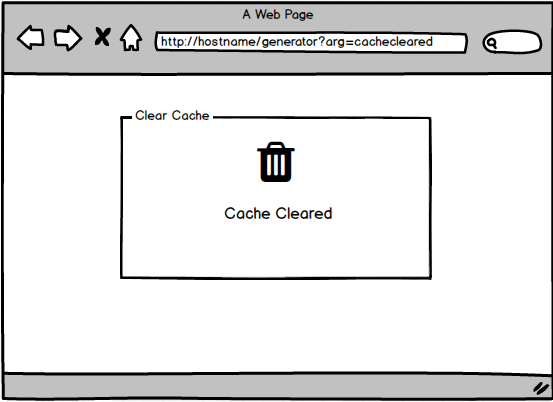 A Web Page
http://hostname/generator?arg=cachecleared
Clear Cache
Cache Cleared